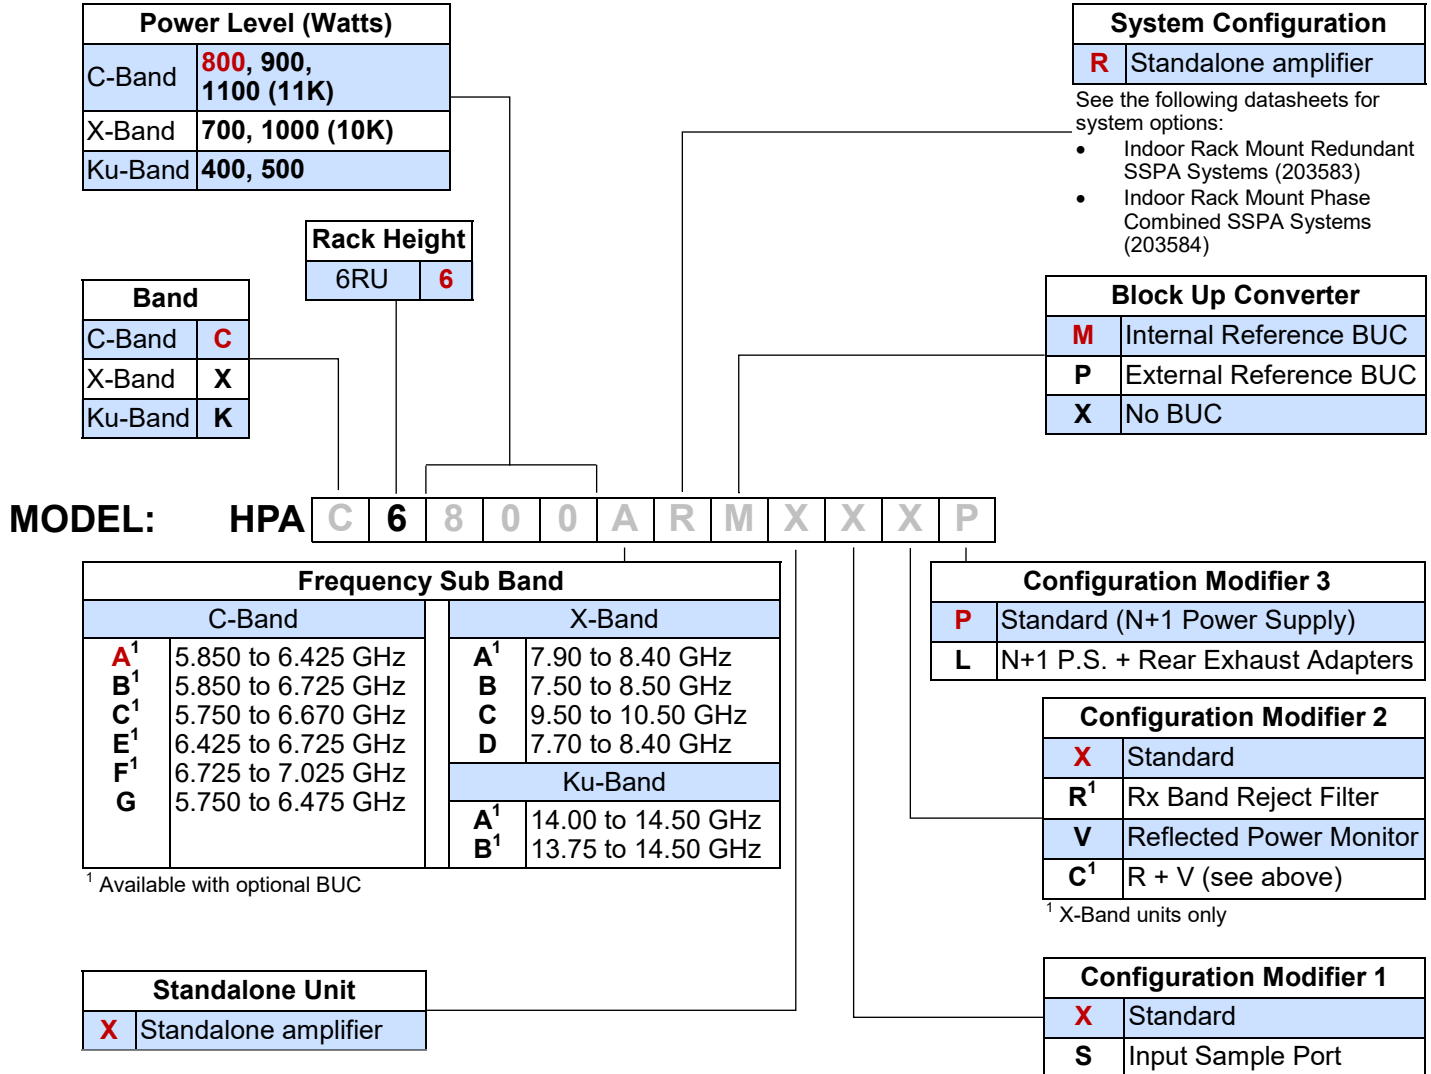 Power Level (Watts)
C-Band 800, 900,
1100 (11K)
X-Band 700, 1000 (10K)
Ku-Band 400, 500
System Configuration
R Standalone amplifier
See the following datasheets for
system options:
• Indoor Rack Mount Redundant
SSPA Systems (203583)
• Indoor Rack Mount Phase
Combined SSPA Systems
(203584)
Rack Height
6RU 6
Band
C-Band C
X-Band X
Ku-Band K
Block Up Converter
M Internal Reference BUC
P External Reference BUC
X No BUC
MODEL: HPA C 6 8 0 0 A R M X X X P
Frequency Sub Band
C-Band
A¹ 5.850 to 6.425 GHz
B¹ 5.850 to 6.725 GHz
C¹ 5.750 to 6.670 GHz
E¹ 6.425 to 6.725 GHz
F¹ 6.725 to 7.025 GHz
G 5.750 to 6.475 GHz
X-Band
A¹ 7.90 to 8.40 GHz
B 7.50 to 8.50 GHz
C 9.50 to 10.50 GHz
D 7.70 to 8.40 GHz
Ku-Band
A¹ 14.00 to 14.50 GHz
B¹ 13.75 to 14.50 GHz
¹ Available with optional BUC
Configuration Modifier 3
P Standard (N+1 Power Supply)
L N+1 P.S. + Rear Exhaust Adapters
Configuration Modifier 2
X Standard
R¹ Rx Band Reject Filter
V Reflected Power Monitor
C¹ R + V (see above)
¹ X-Band units only
Standalone Unit
X Standalone amplifier
Configuration Modifier 1
X Standard
S Input Sample Port